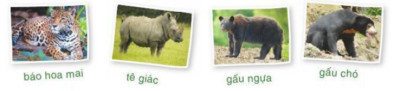 báo hoa mai
tê giác
gấu ngựa
gấu chó